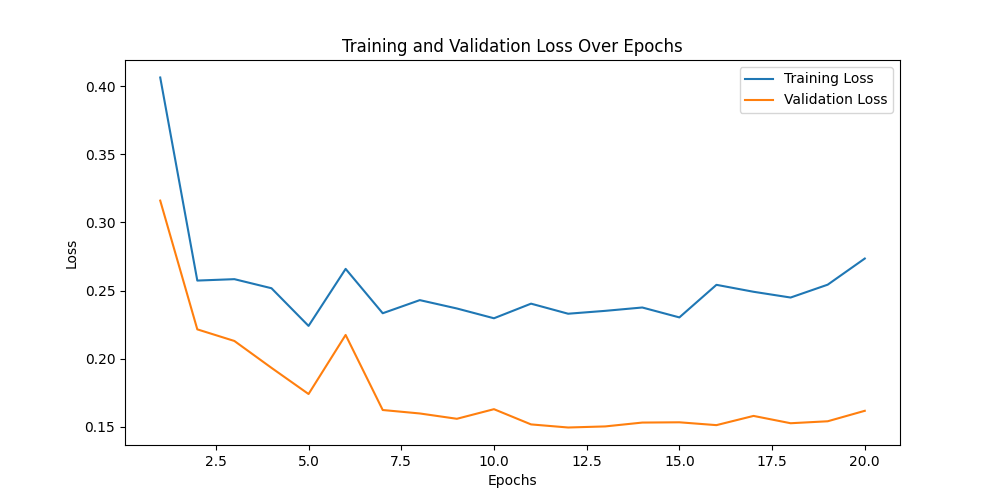 Training and Validation Loss Over Epochs
Training Loss
Validation Loss
0.40
0.35
0.30
0.25
0.20
0.15
Loss
2.5 5.0 7.5 10.0 12.5 15.0 17.5 20.0
Epochs